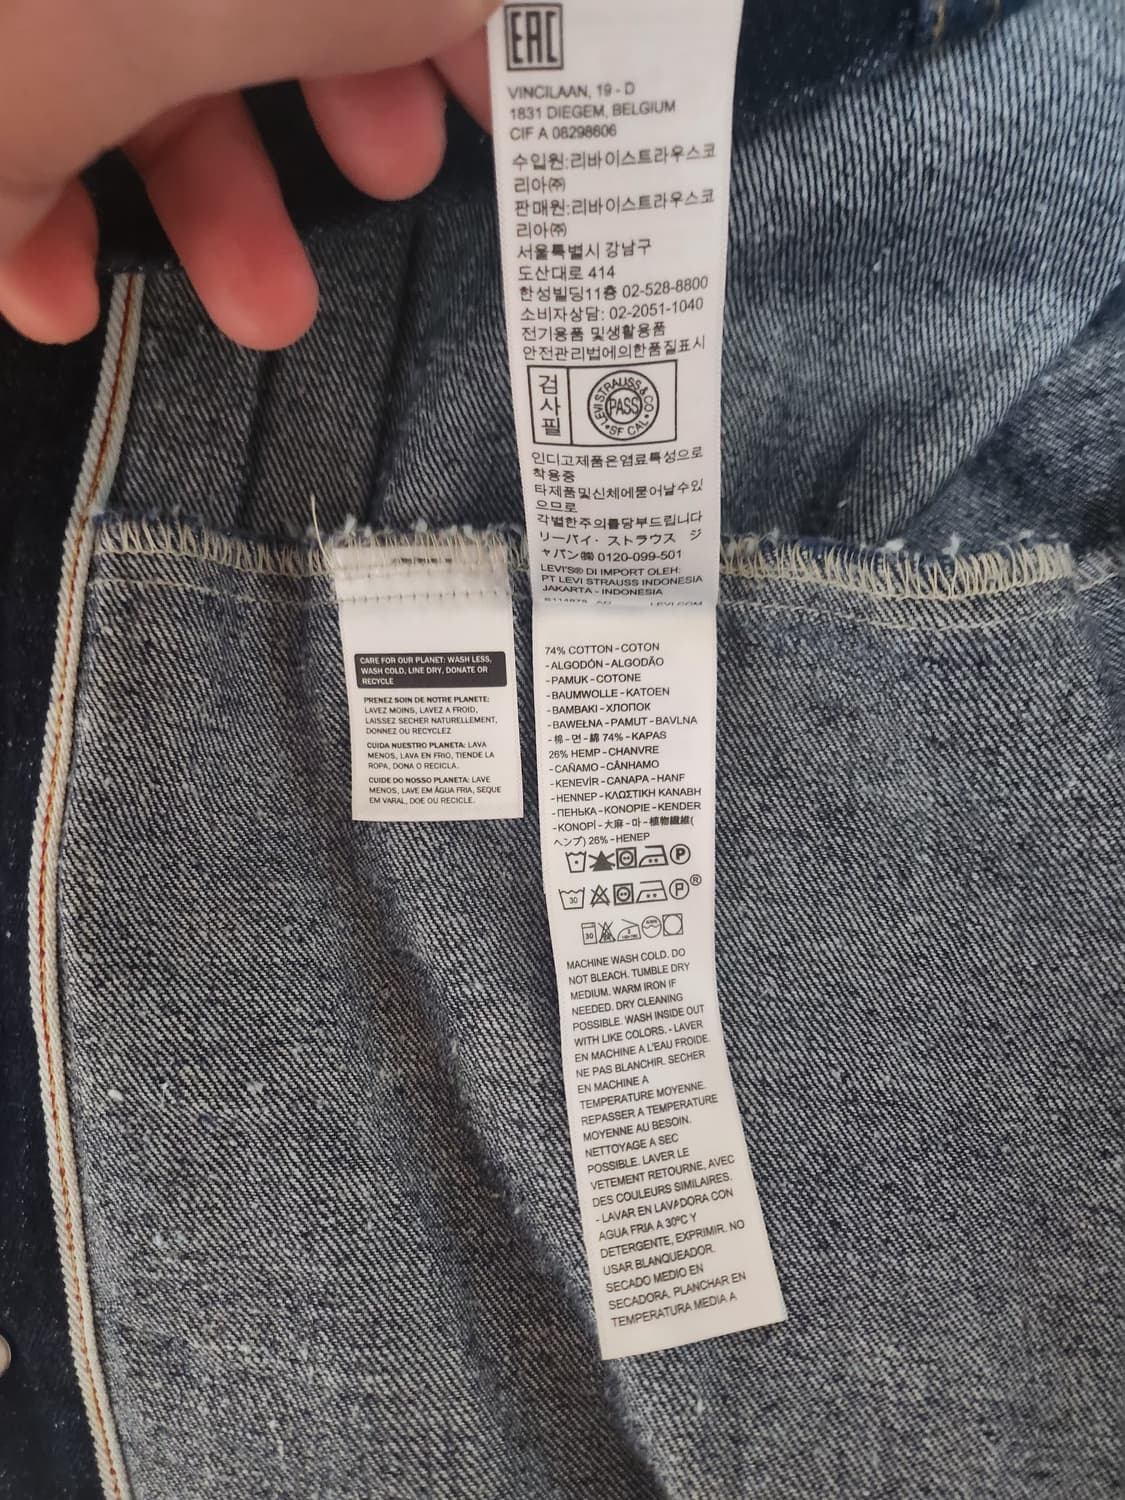 EAC
VINCILAAN, 19 - D
1831 DIEGEM, BELGIUM
CIF A 08298606
수입원:리바이스트라우스코
리아㈜
판매원:리바이스트라우스코
리아㈜
서울특별시 강남구
도산대로 414
한성빌딩11층 02-528-8800
소비자상담: 02-2051-1040
전기용품 및생활용품
안전관리법에의한품질표시
검사필
LEVI STRAUSS & CO.
PASS
SF CAL
인디고제품은염료특성으로
착용중
타제품및신체에묻어날수있
으므로
각별한주의를당부드립니다
リーバイ・ストラウス ジ
ャパン㈱ 0120-099-501
LEVI'S® DI IMPORT OLEH:
PT LEVI STRAUSS INDONESIA
JAKARTA - INDONESIA
LEVI.COM
CARE FOR OUR PLANET: WASH LESS,
WASH COLD, LINE DRY, DONATE OR
RECYCLE
PRENEZ SOIN DE NOTRE PLANETE:
LAVEZ MOINS, LAVEZ A FROID,
LAISSEZ SECHER NATURELLEMENT,
DONNEZ OU RECYCLEZ
CUIDA NUESTRO PLANETA: LAVA
MENOS, LAVA EN FRIO, TIENDE LA
ROPA, DONA O RECICLA.
CUIDE DO NOSSO PLANETA: LAVE
MENOS, LAVE EM ÁGUA FRIA, SEQUE
EM VARAL, DOE OU RECICLE.
74% COTTON - COTON
- ALGODÓN - ALGODÃO
- PAMUK - COTONE
- BAUMWOLLE - KATOEN
- BAMBAKI - ХЛОПОК
- BAWEŁNA - PAMUT - BAVLNA
- 棉 - 면 - 綿 74% - KAPAS
26% HEMP - CHANVRE
- CAÑAMO - CÂNHAMO
- KENEVİR - CANAPA - HANF
- HENNEP - ΚΛΩΣΤΙΚΗ ΚΑΝΑΒΗ
- ПЕНЬКА - KONOPIE - KENDER
- KONOPÍ - 大麻 - 마 - 植物繊維(
ヘンプ) 26% - HENEP
P
30 P®
30
MACHINE WASH COLD. DO
NOT BLEACH. TUMBLE DRY
MEDIUM. WARM IRON IF
NEEDED. DRY CLEANING
POSSIBLE. WASH INSIDE OUT
WITH LIKE COLORS. - LAVER
EN MACHINE A L'EAU FROIDE.
NE PAS BLANCHIR. SECHER
EN MACHINE A
TEMPERATURE MOYENNE.
REPASSER A TEMPERATURE
MOYENNE AU BESOIN.
NETTOYAGE A SEC
POSSIBLE. LAVER LE
VETEMENT RETOURNE, AVEC
DES COULEURS SIMILAIRES.
- LAVAR EN LAVADORA CON
AGUA FRIA A 30ºC Y
DETERGENTE, EXPRIMIR. NO
USAR BLANQUEADOR.
SECADO MEDIO EN
SECADORA. PLANCHAR EN
TEMPERATURA MEDIA A